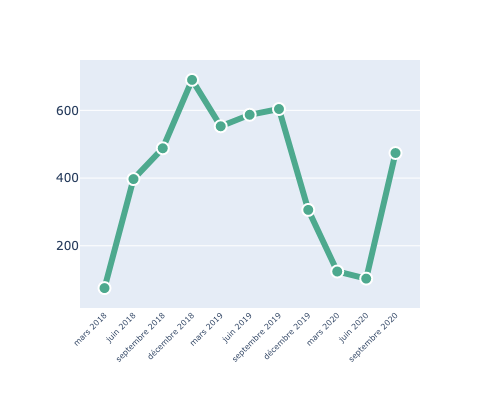 600
400
200
mars 2018
juin 2018
septembre 2018
décembre 2018
mars 2019
juin 2019
septembre 2019
décembre 2019
mars 2020
juin 2020
septembre 2020